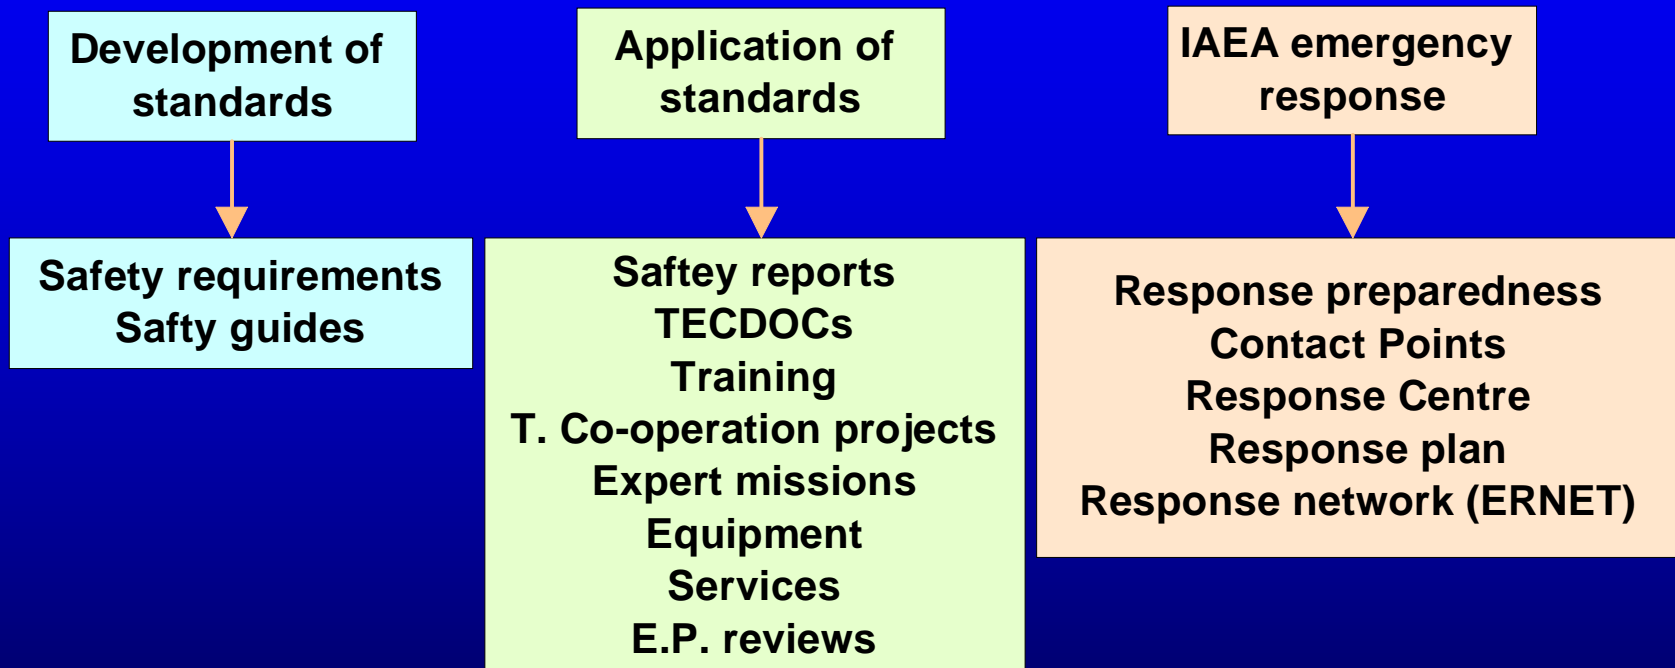 Development of
standards
Safety requirements
Safty guides
Application of
standards
Saftey reports
TECDOCs
Training
T. Co-operation projects
Expert missions
Equipment
Services
E.P. reviews
IAEA emergency
response
Response preparedness
Contact Points
Response Centre
Response plan
Response network (ERNET)